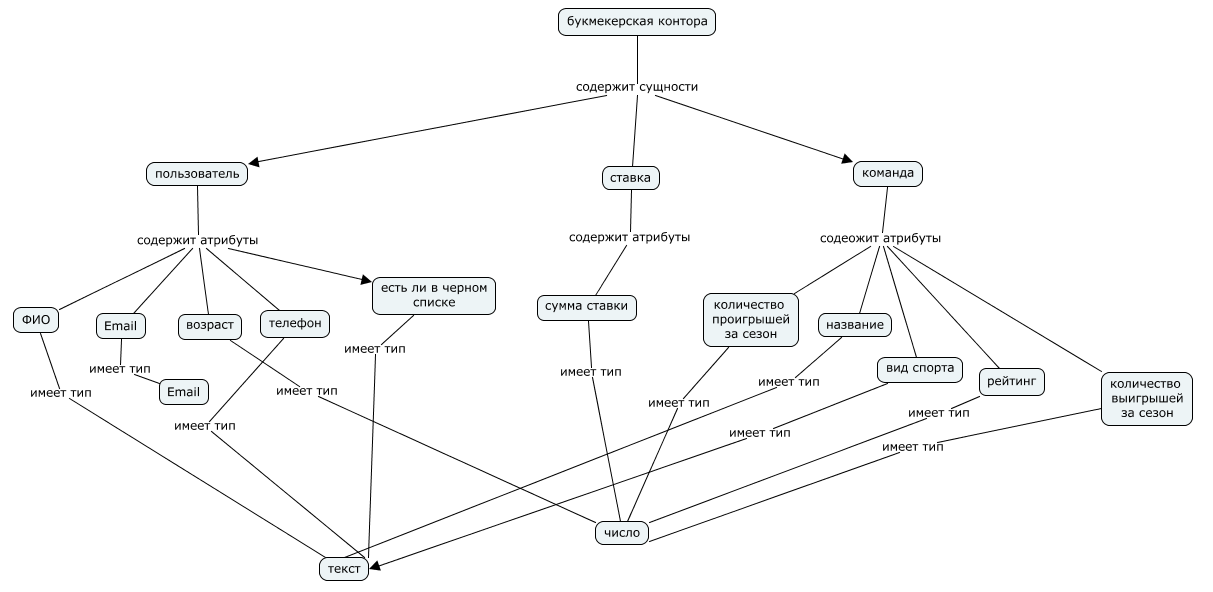 букмекерская контора
содержит сущности
пользователь
ставка
команда
содержит атрибуты
содержит атрибуты
содеожит атрибуты
есть ли в черном
списке
ФИО
Email
возраст
телефон
сумма ставки
количество
проигрышей
за сезон
название
вид спорта
рейтинг
количество
выигрышей
за сезон
имеет тип
имеет тип
Email
имеет тип
имеет тип
имеет тип
имеет тип
имеет тип
имеет тип
имеет тип
имеет тип
имеет тип
число
текст